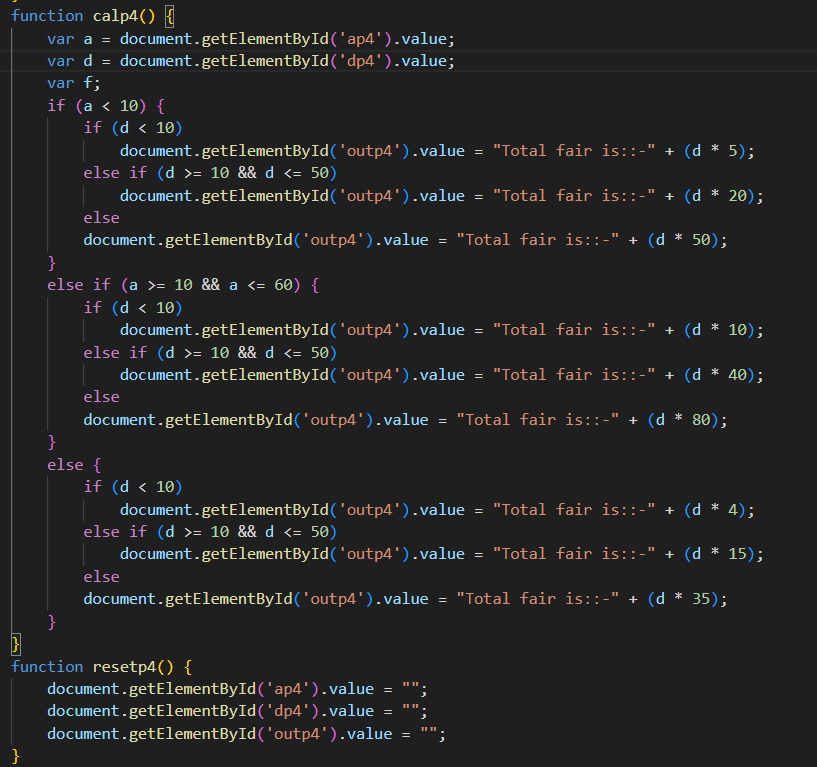 function calp4() {
    var a = document.getElementById('ap4').value;
    var d = document.getElementById('dp4').value;
    var f;
    if (a < 10) {
        if (d < 10)
            document.getElementById('outp4').value = "Total fair is::-" + (d * 5);
        else if (d >= 10 && d <= 50)
            document.getElementById('outp4').value = "Total fair is::-" + (d * 20);
        else
        document.getElementById('outp4').value = "Total fair is::-" + (d * 50);
    }
    else if (a >= 10 && a <= 60) {
        if (d < 10)
            document.getElementById('outp4').value = "Total fair is::-" + (d * 10);
        else if (d >= 10 && d <= 50)
            document.getElementById('outp4').value = "Total fair is::-" + (d * 40);
        else
        document.getElementById('outp4').value = "Total fair is::-" + (d * 80);
    }
    else {
        if (d < 10)
            document.getElementById('outp4').value = "Total fair is::-" + (d * 4);
        else if (d >= 10 && d <= 50)
            document.getElementById('outp4').value = "Total fair is::-" + (d * 15);
        else
        document.getElementById('outp4').value = "Total fair is::-" + (d * 35);
    }
}
function resetp4() {
    document.getElementById('ap4').value = "";
    document.getElementById('dp4').value = "";
    document.getElementById('outp4').value = "";
}